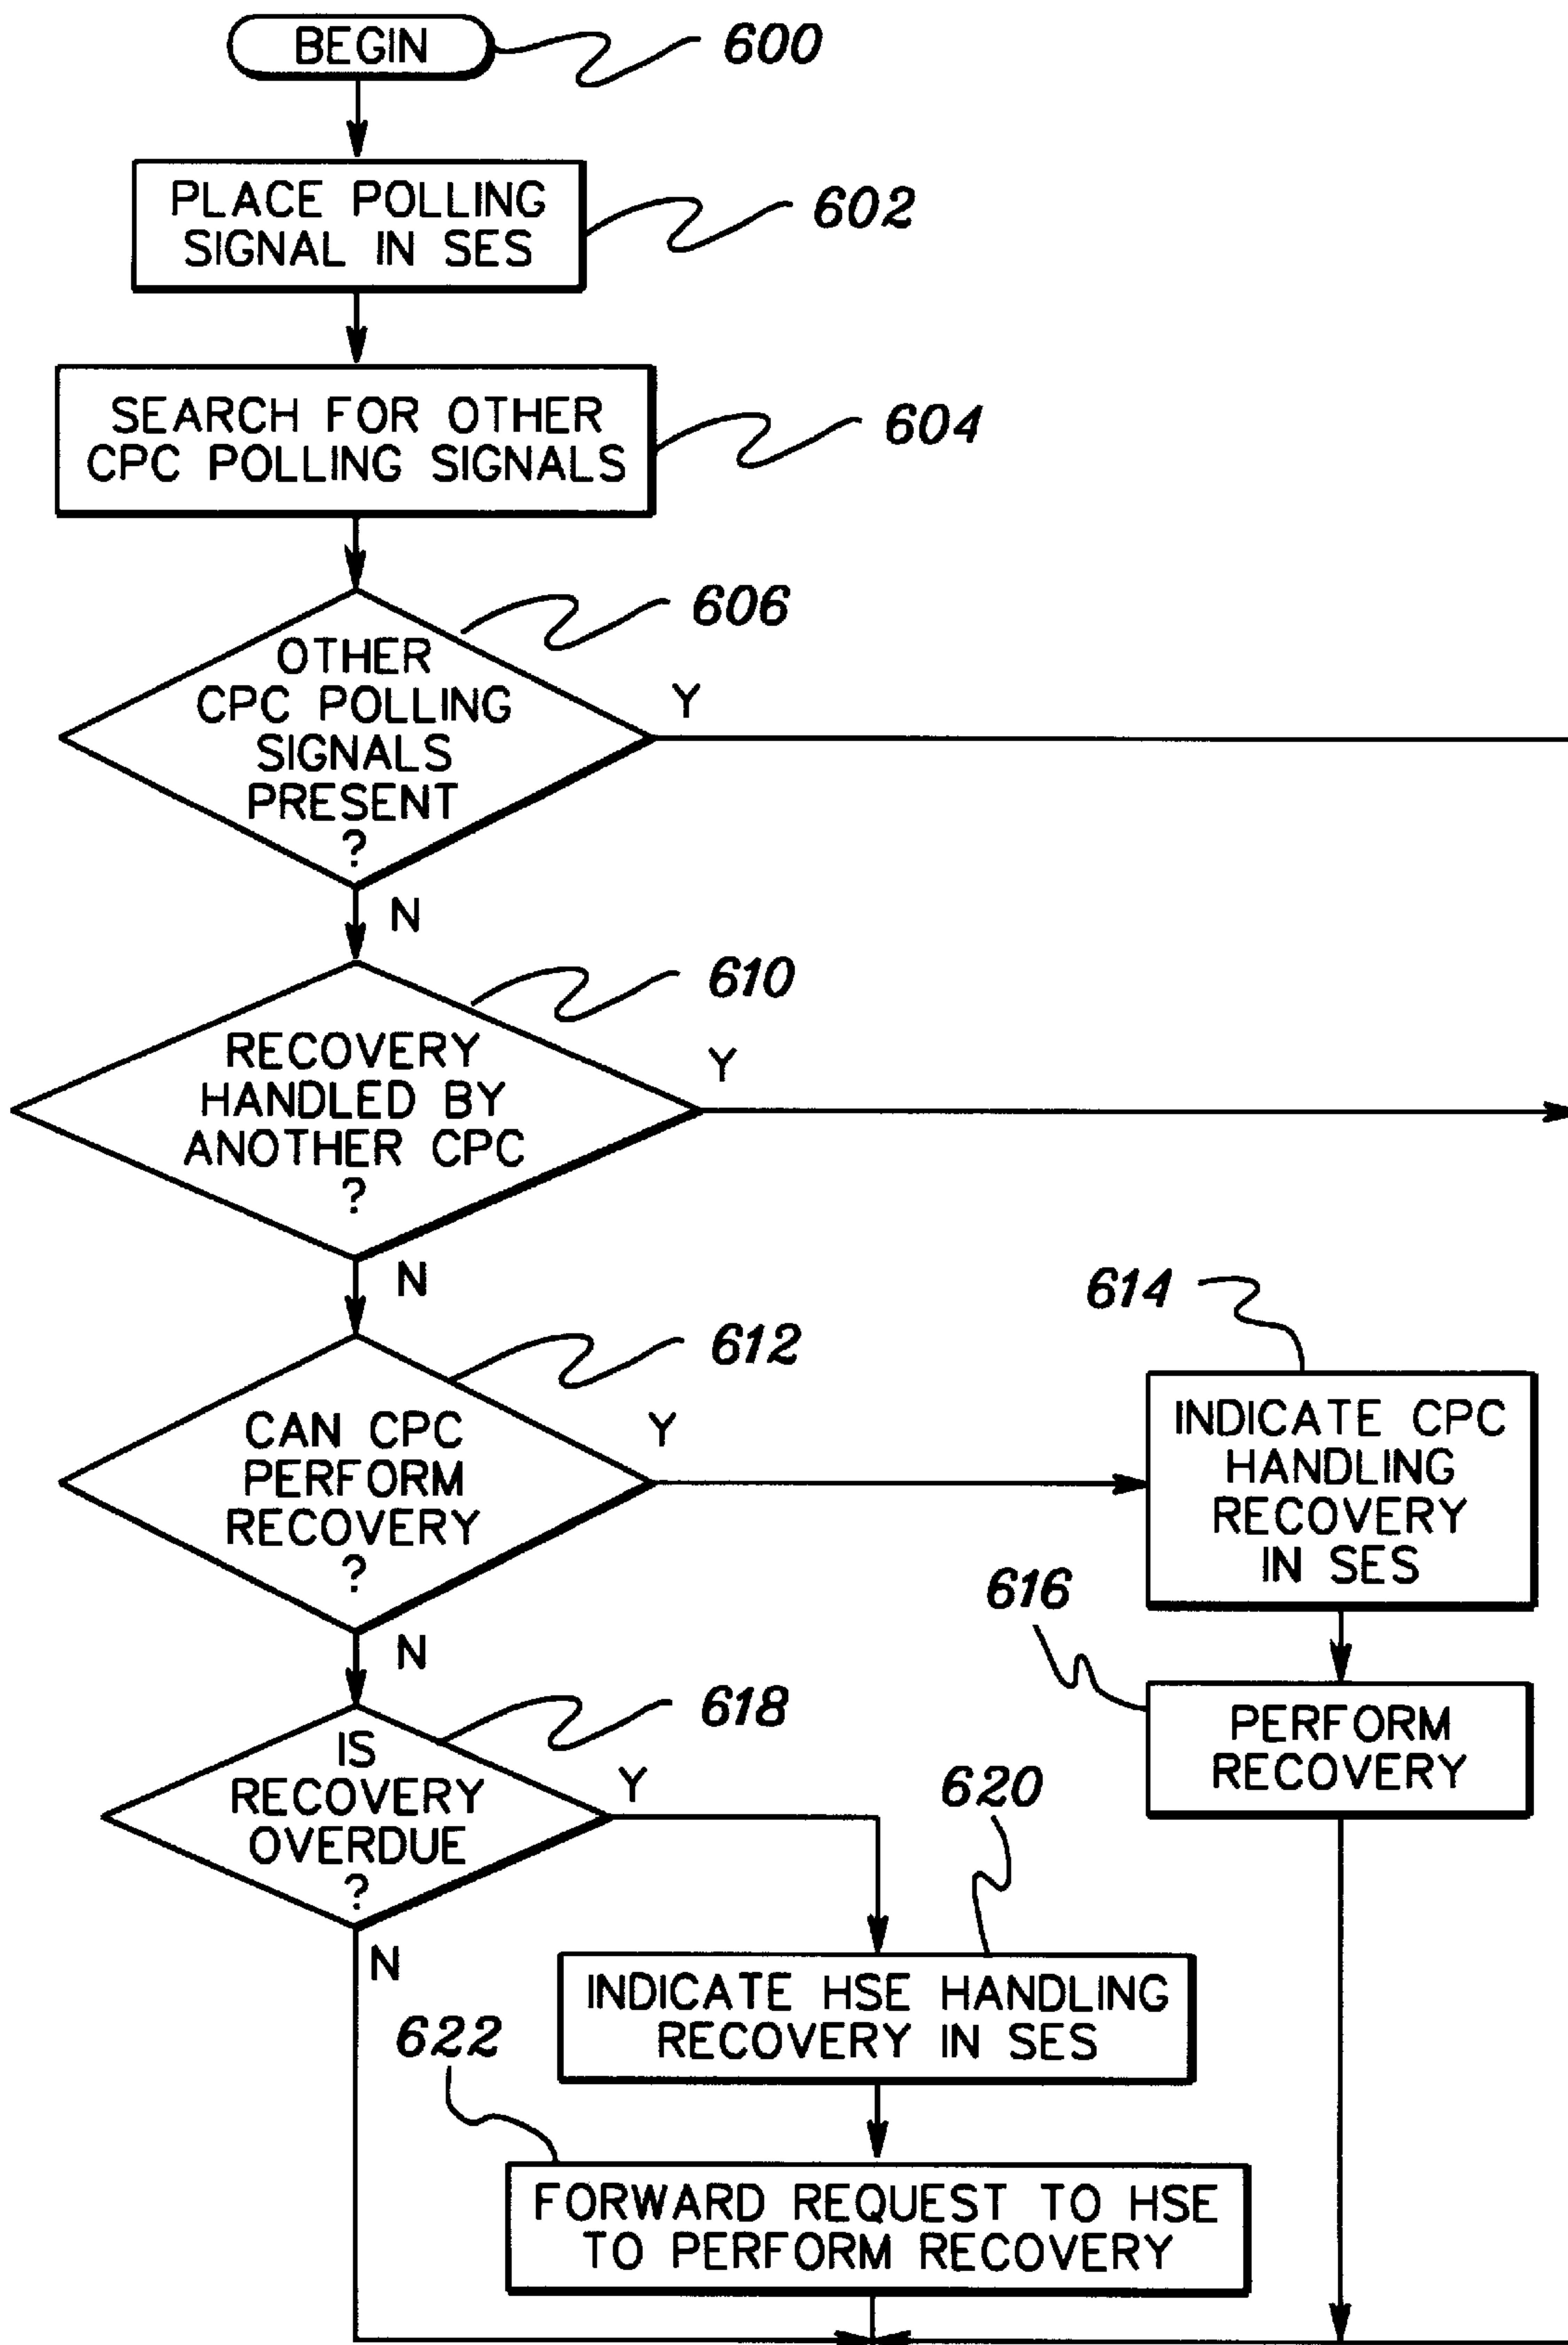 BEGIN
600
PLACE POLLING
SIGNAL IN SES
602
SEARCH FOR OTHER
CPC POLLING SIGNALS
604
606
OTHER
CPC POLLING
SIGNALS
PRESENT
?
Y
N
610
RECOVERY
HANDLED BY
ANOTHER CPC
?
Y
N
612
CAN CPC
PERFORM
RECOVERY
?
Y
N
614
INDICATE CPC
HANDLING
RECOVERY
IN SES
616
PERFORM
RECOVERY
618
IS
RECOVERY
OVERDUE
?
Y
N
620
INDICATE HSE HANDLING
RECOVERY IN SES
622
FORWARD REQUEST TO HSE
TO PERFORM RECOVERY